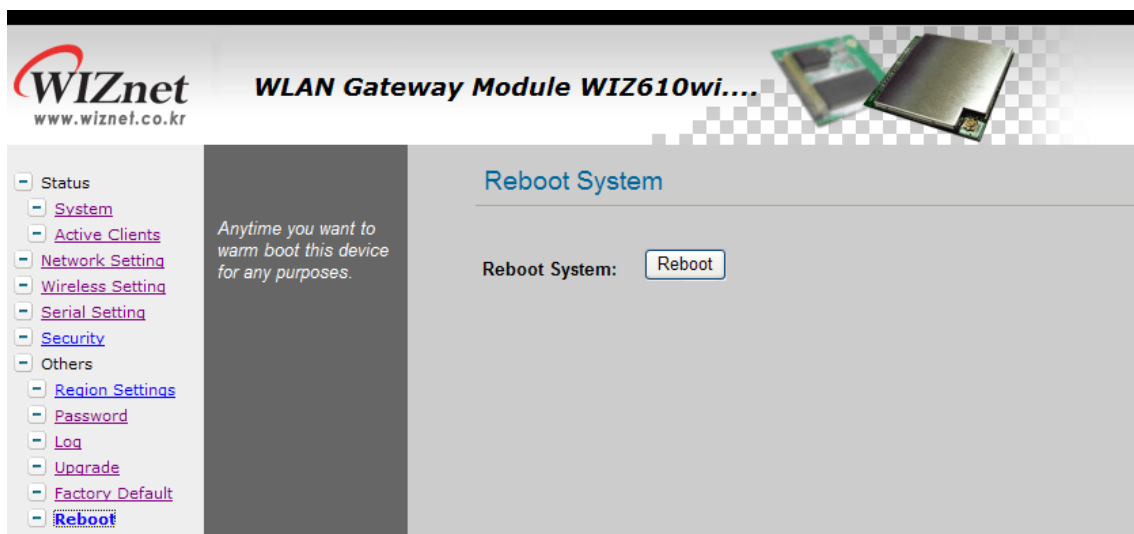 WIZnet
www.wiznet.co.kr
WLAN Gateway Module WIZ610wi....
Status
System
Active Clients
Network Setting
Wireless Setting
Serial Setting
Security
Others
Region Settings
Password
Log
Upgrade
Factory Default
Reboot
Anytime you want to
warm boot this device
for any purposes.
Reboot System
Reboot System: Reboot